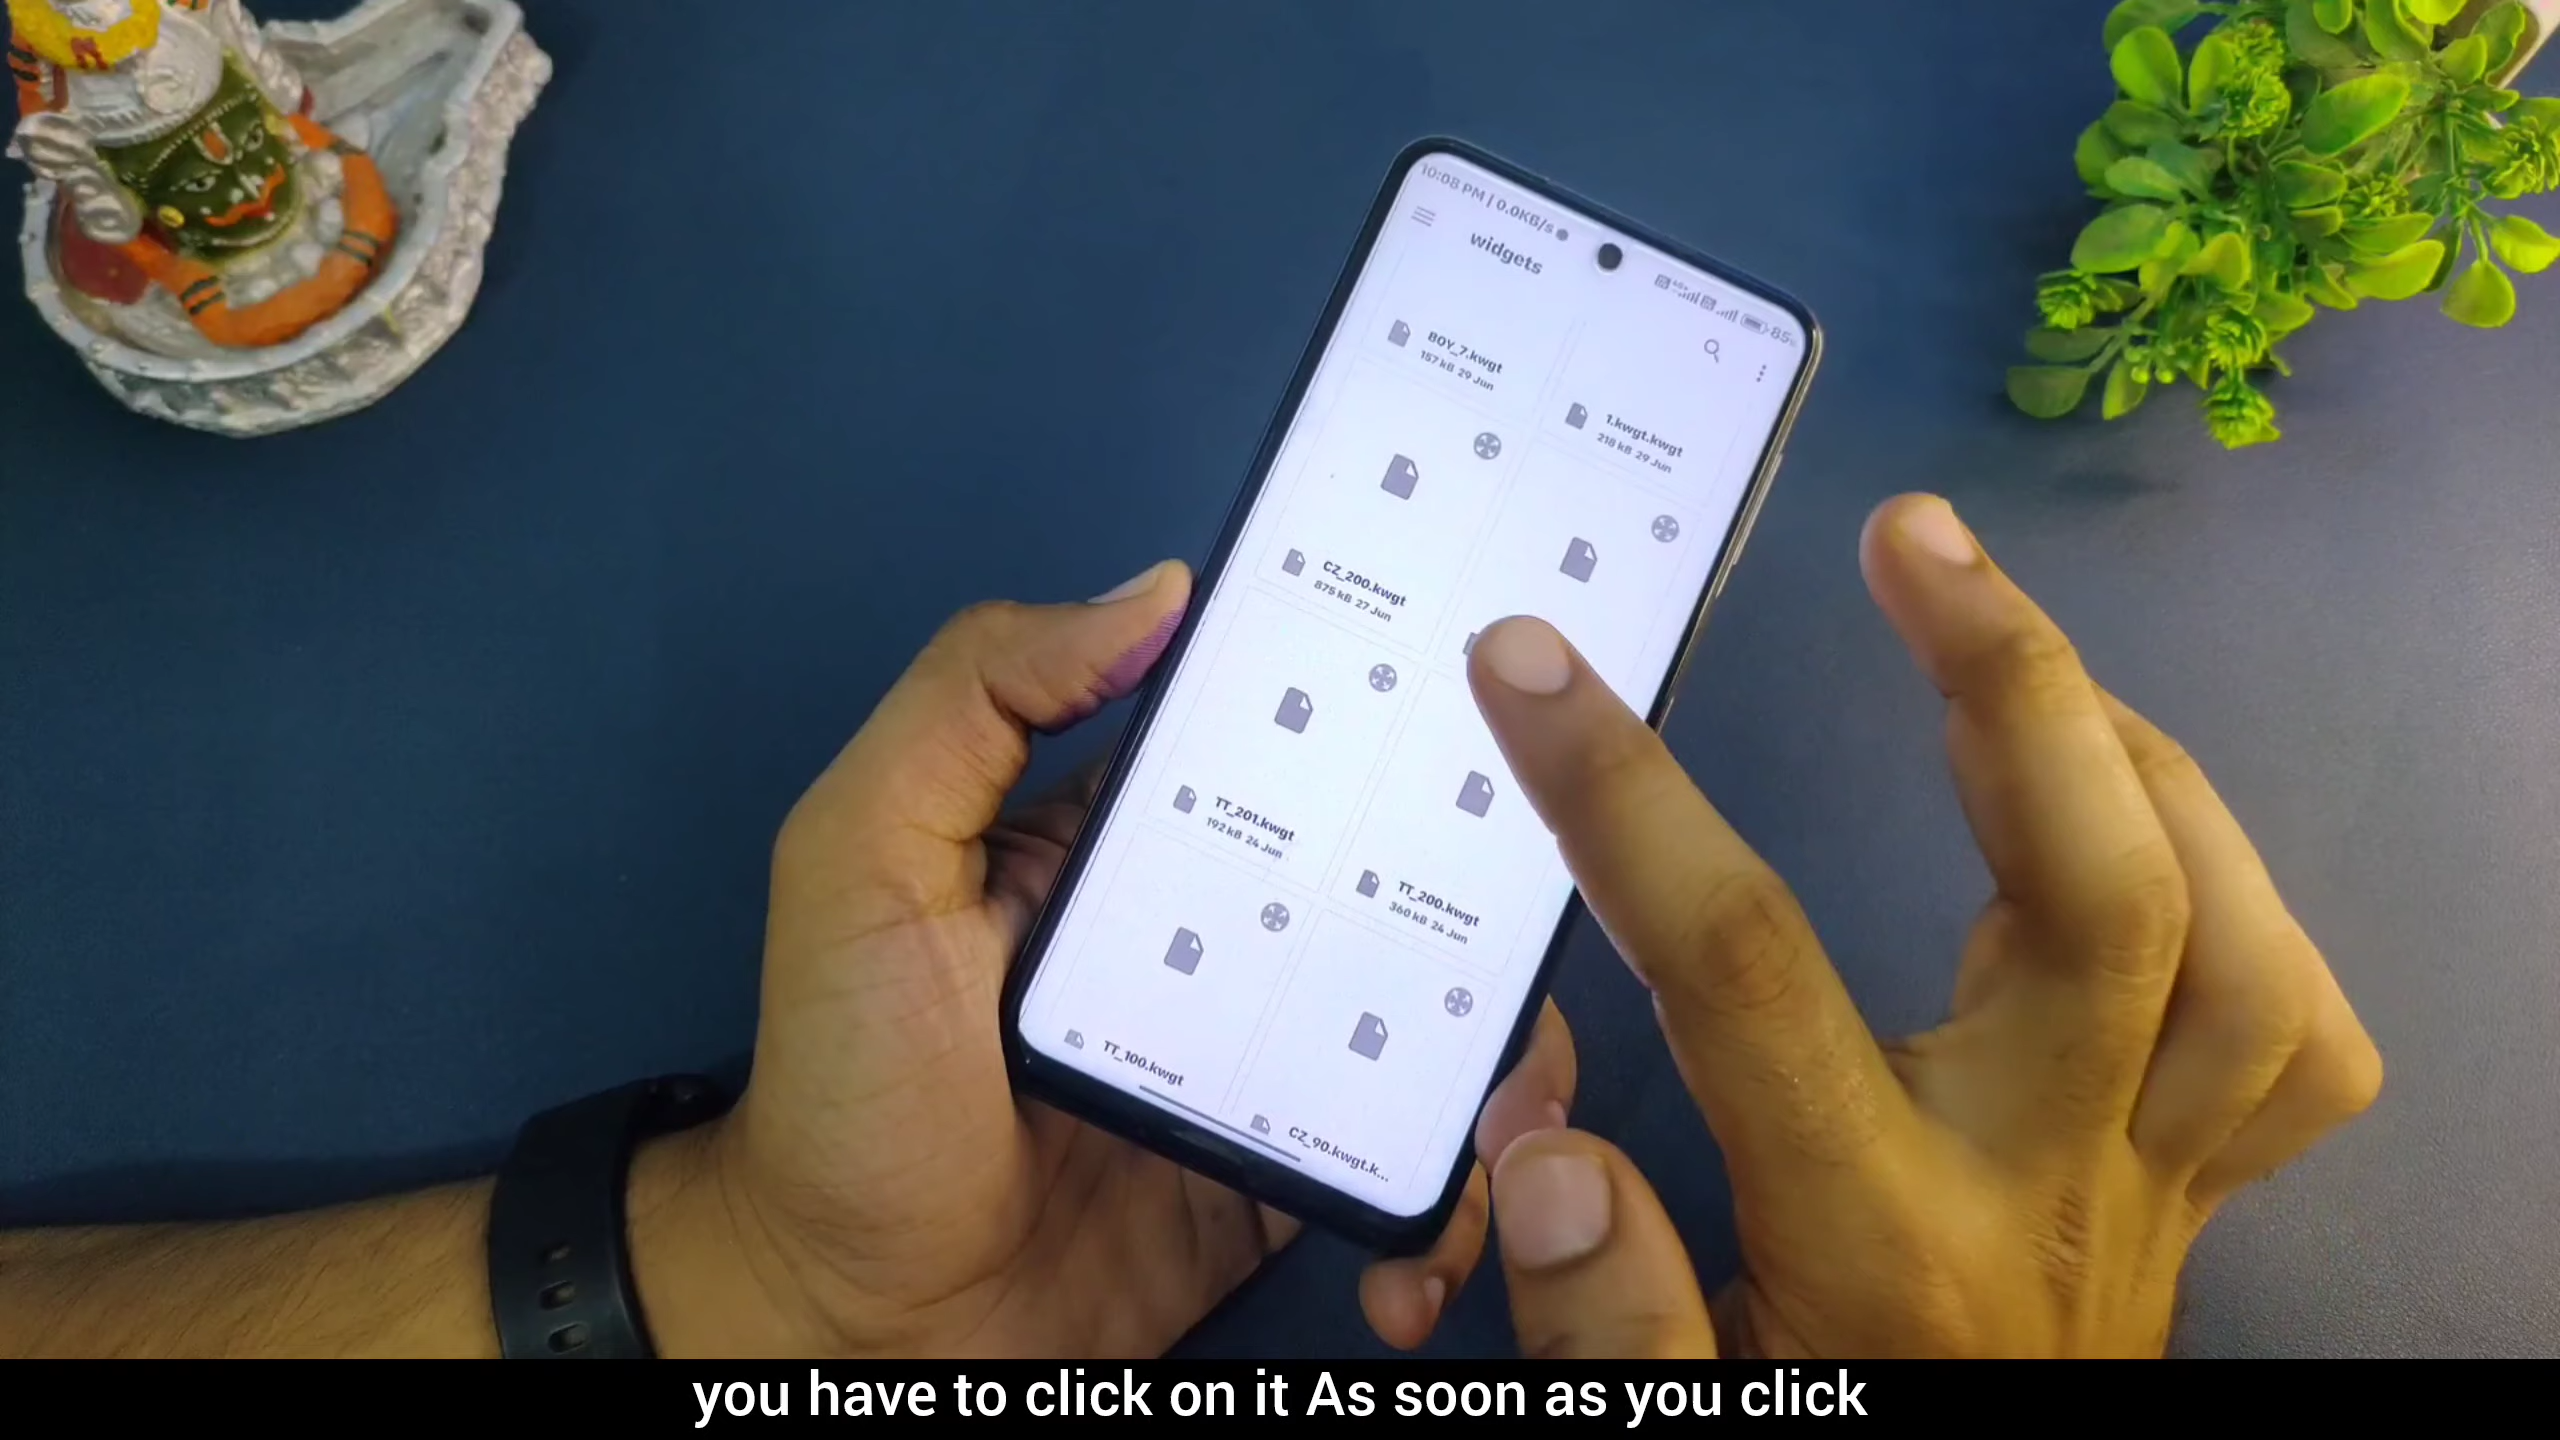 10:08 PM | 0.0KB/s
85%
widgets
BOY_7.kwgt
157 kB 29 Jun
1.kwgt.kwgt
218 kB 29 Jun
CZ_200.kwgt
875 kB 27 Jun
TT_201.kwgt
192 kB 24 Jun
TT_200.kwgt
360 kB 24 Jun
TT_100.kwgt
CZ_90.kwgt.k...
you have to click on it As soon as you click